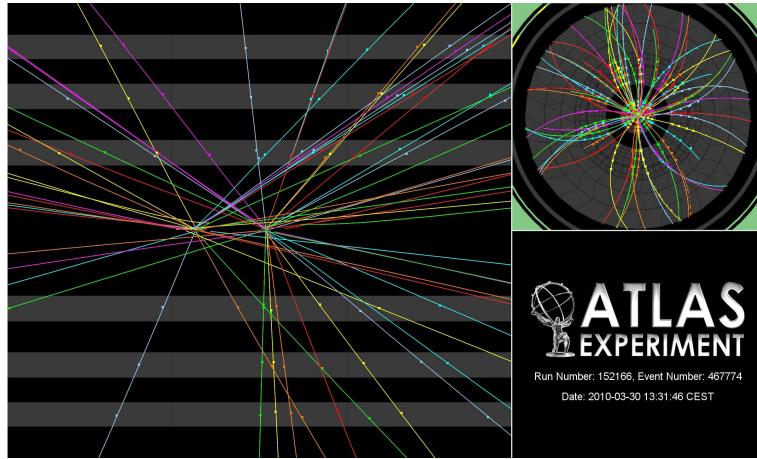 ATLAS
EXPERIMENT
Run Number: 152166, Event Number: 467774
Date: 2010-03-30 13:31:46 CEST